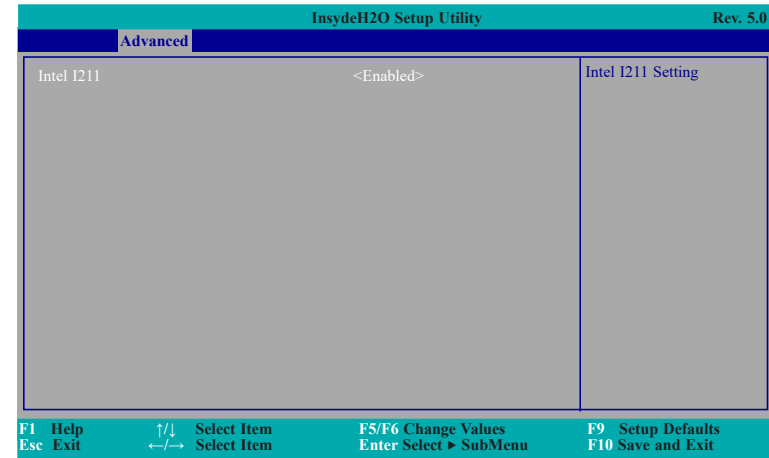 InsydeH2O Setup Utility Rev. 5.0
Advanced
Intel I211 <Enabled> Intel I211 Setting
F1 Help ↑/↓ Select Item F5/F6 Change Values F9 Setup Defaults
Esc Exit ←/→ Select Item Enter Select ► SubMenu F10 Save and Exit